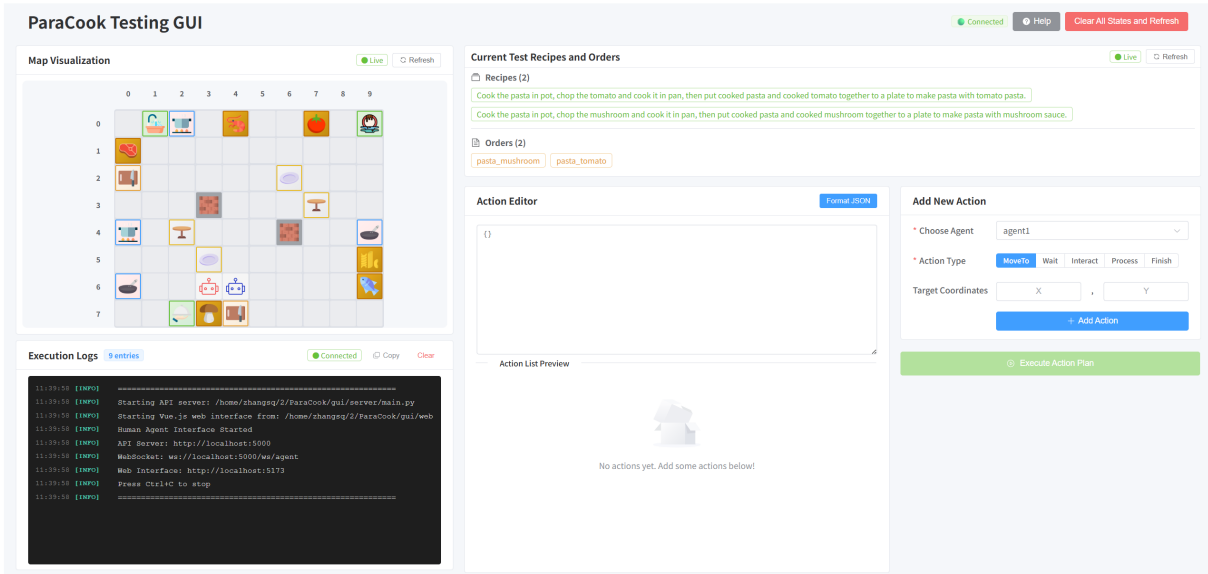 ParaCook Testing GUI
Connected
Help
Clear All States and Refresh
Map Visualization
Live
Refresh
0 1 2 3 4 5 6 7 8 9
0
1
2
3
4
5
6
7
Current Test Recipes and Orders
Live
Refresh
Recipes (2)
Cook the pasta in pot, chop the tomato and cook it in pan, then put cooked pasta and cooked tomato together to a plate to make pasta with tomato pasta.
Cook the pasta in pot, chop the mushroom and cook it in pan, then put cooked pasta and cooked mushroom together to a plate to make pasta with mushroom sauce.
Orders (2)
pasta_mushroom pasta_tomato
Action Editor
Format JSON
{}
Action List Preview
No actions yet. Add some actions below!
Add New Action
* Choose Agent agent1
* Action Type MoveTo Wait Interact Process Finish
Target Coordinates X , Y
+ Add Action
Execute Action Plan
Execution Logs 9 entries
Connected
Copy
Clear
11:39:58 [INFO] ============================================================
11:39:58 [INFO] Starting API server: /home/zhangsq/2/ParaCook/gui/server/main.py
11:39:58 [INFO] Starting Vue.js web interface from: /home/zhangsq/2/ParaCook/gui/web
11:39:58 [INFO] Human Agent Interface Started
11:39:58 [INFO] API Server: http://localhost:5000
11:39:58 [INFO] WebSocket: ws://localhost:5000/ws/agent
11:39:58 [INFO] Web Interface: http://localhost:5173
11:39:58 [INFO] Press Ctrl+C to stop
11:39:58 [INFO] ============================================================